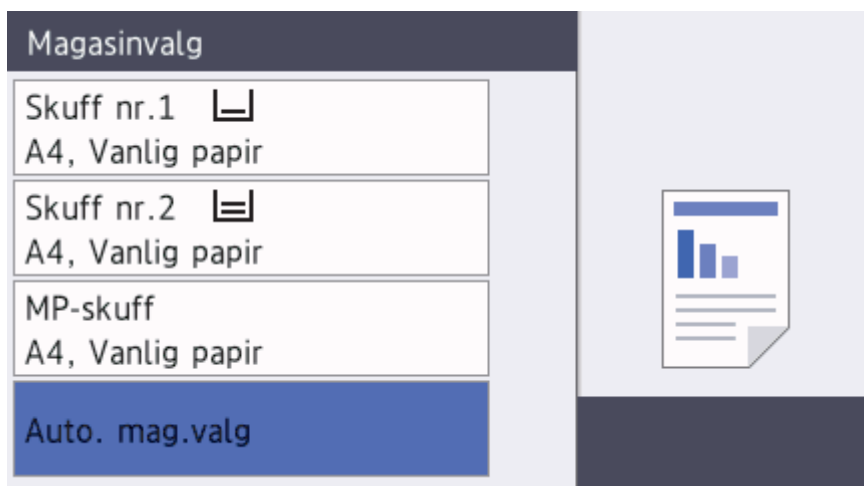 Magasinvalg
Skuff nr.1
A4, Vanlig papir
Skuff nr.2
A4, Vanlig papir
MP-skuff
A4, Vanlig papir
Auto. mag.valg